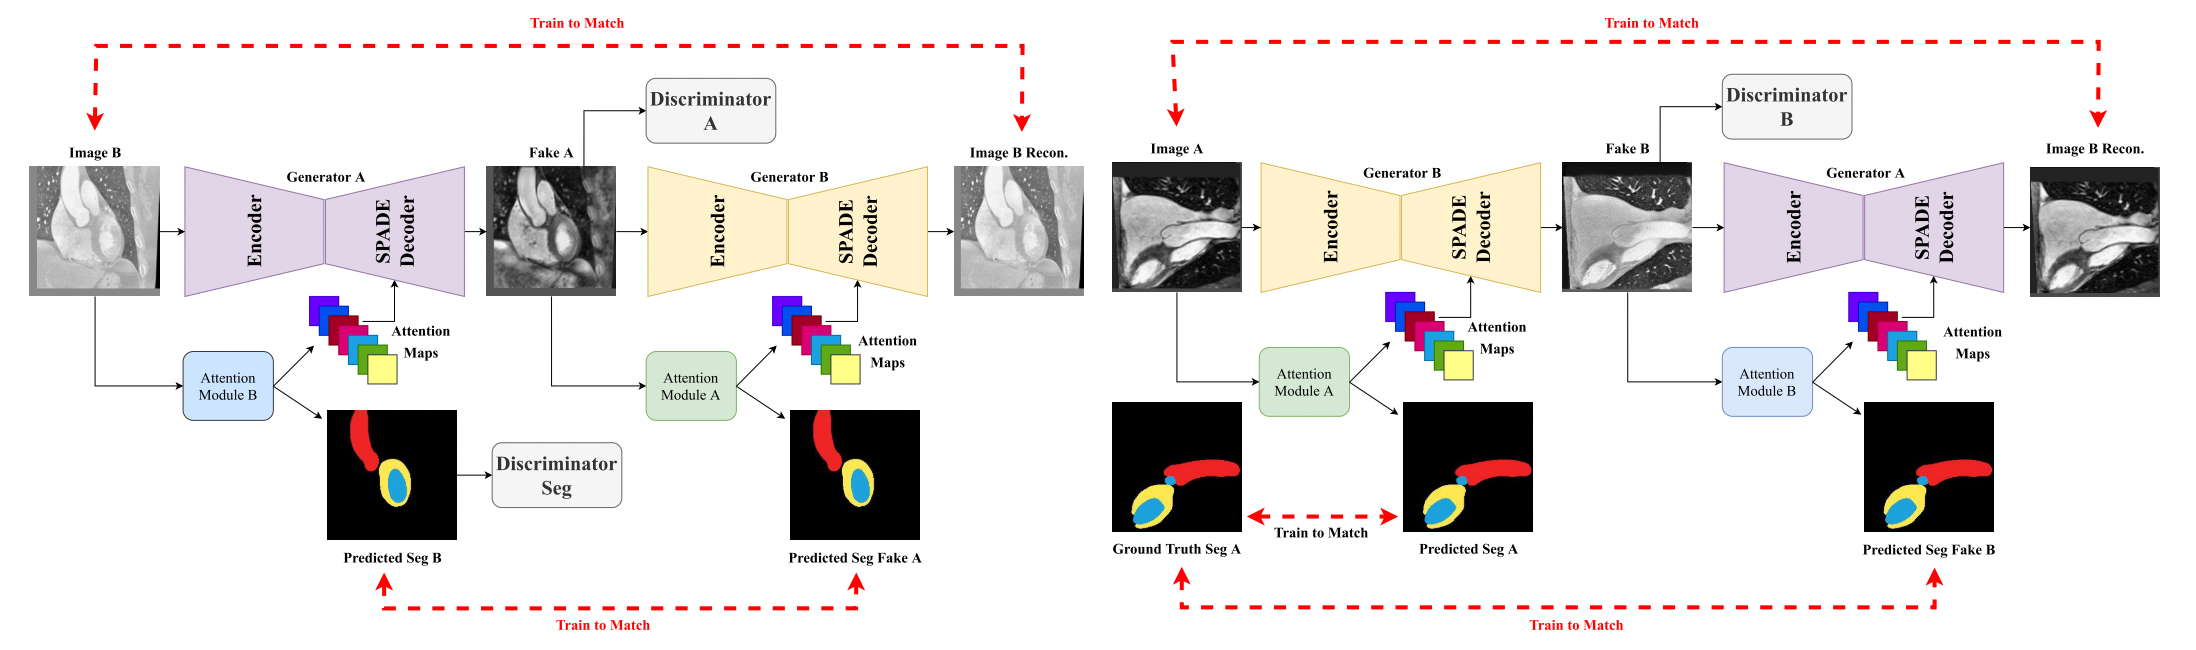 Train to Match
Discriminator
A
Image B
Fake A
Image B Recon.
Generator A
Generator B
Encoder
SPADE
Decoder
Encoder
SPADE
Decoder
Attention
Maps
Attention
Maps
Attention
Module B
Attention
Module A
Discriminator
Seg
Predicted Seg B
Predicted Seg Fake A
Train to Match
Train to Match
Discriminator
B
Image A
Fake B
Image B Recon.
Generator B
Generator A
Encoder
SPADE
Decoder
Encoder
SPADE
Decoder
Attention
Maps
Attention
Maps
Attention
Module A
Attention
Module B
Train to Match
Ground Truth Seg A
Predicted Seg A
Predicted Seg Fake B
Train to Match